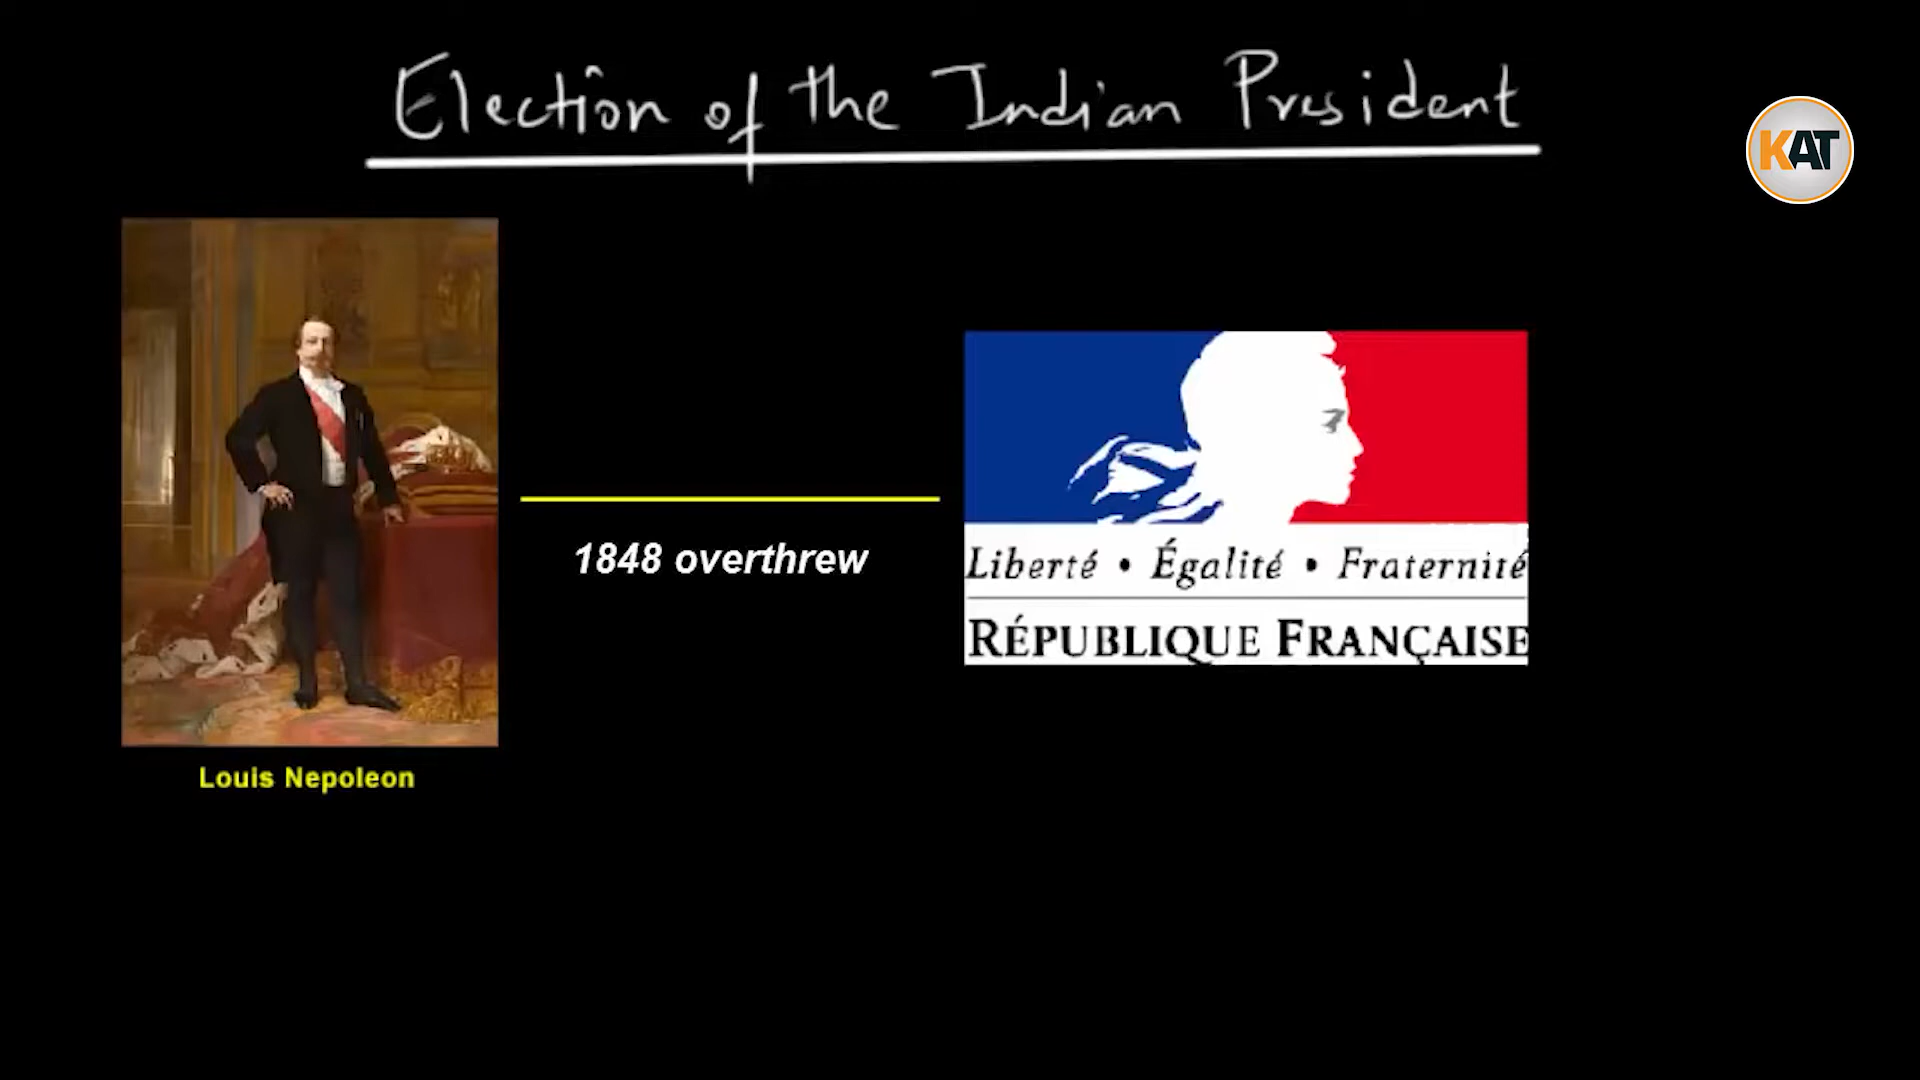 Election of the Indian President
KAT
1848 overthrew
Liberté • Égalité • Fraternité
RÉPUBLIQUE FRANÇAISE
Louis Nepoleon